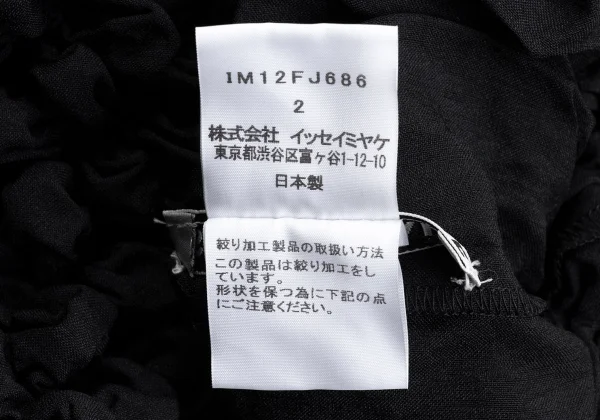 IM12FJ686
2
株式会社 イッセイミヤケ
東京都渋谷区富ヶ谷1-12-10
日本製
絞り加工製品の取扱い方法
この製品は絞り加工をし
ています。
形状を保つ為に下記の点
にご注意ください。